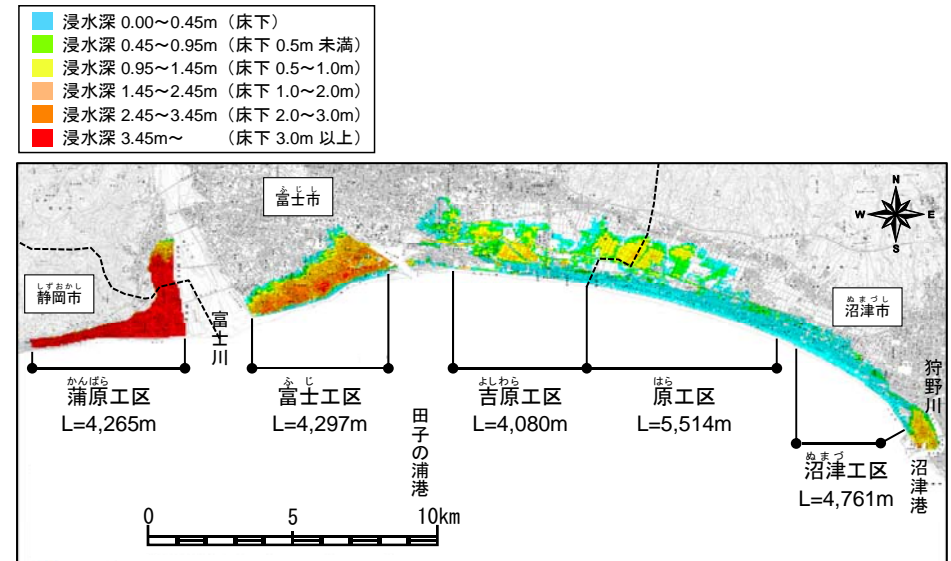 浸水深 0.00～0.45m（床下）
浸水深 0.45～0.95m（床下 0.5m 未満）
浸水深 0.95～1.45m（床下 0.5～1.0m）
浸水深 1.45～2.45m（床下 1.0～2.0m）
浸水深 2.45～3.45m（床下 2.0～3.0m）
浸水深 3.45m～　　（床下 3.0m 以上）
ふじし
富士市
N
W
E
S
しずおかし
静岡市
ぬまづし
沼津市
富士川
狩野川
かんばら
蒲原工区
L=4,265m
ふじ
富士工区
L=4,297m
よしわら
吉原工区
L=4,080m
はら
原工区
L=5,514m
田子の浦港
ぬまづ
沼津工区
L=4,761m
沼津港
0
5
10km